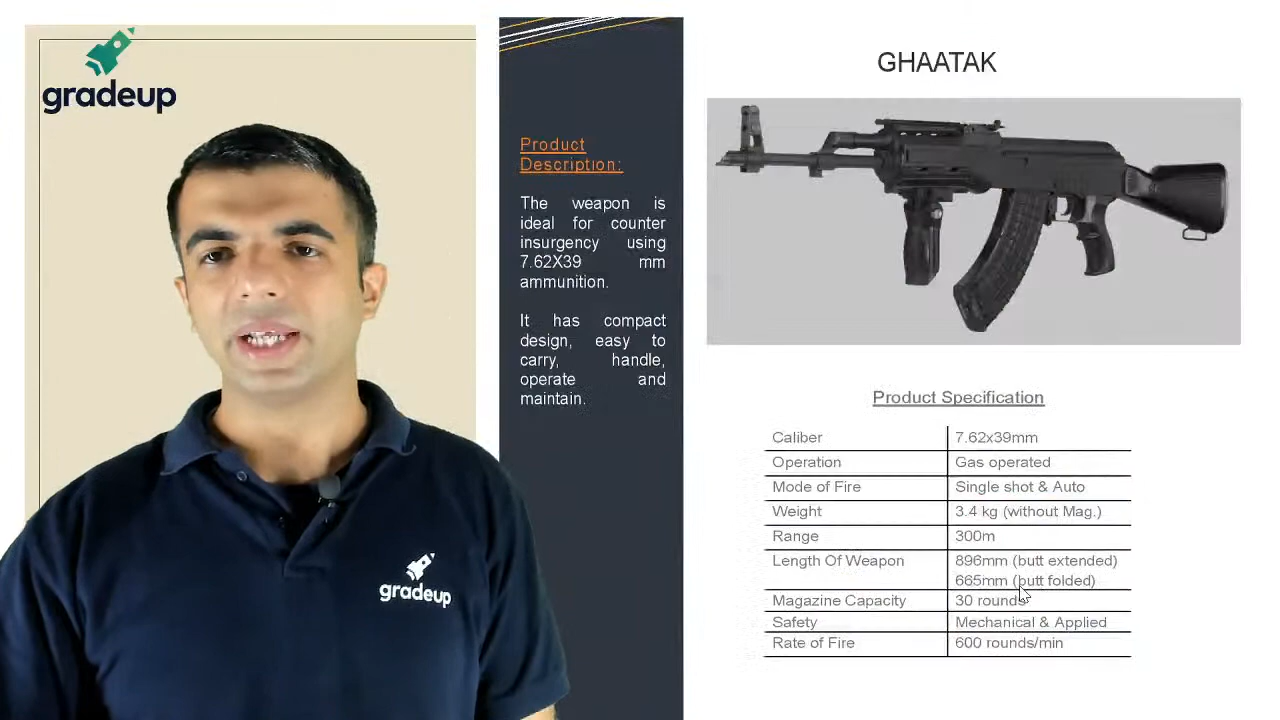 gradeup
Product
Description:
The weapon is
ideal for counter
insurgency using
7.62X39 mm
ammunition.
It has compact
design, easy to
carry, handle,
operate and
maintain.
gradeup
GHAATAK
Product Specification
Caliber 7.62x39mm
Operation Gas operated
Mode of Fire Single shot & Auto
Weight 3.4 kg (without Mag.)
Range 300m
Length Of Weapon 896mm (butt extended)
665mm (butt folded)
Magazine Capacity 30 rounds
Safety Mechanical & Applied
Rate of Fire 600 rounds/min